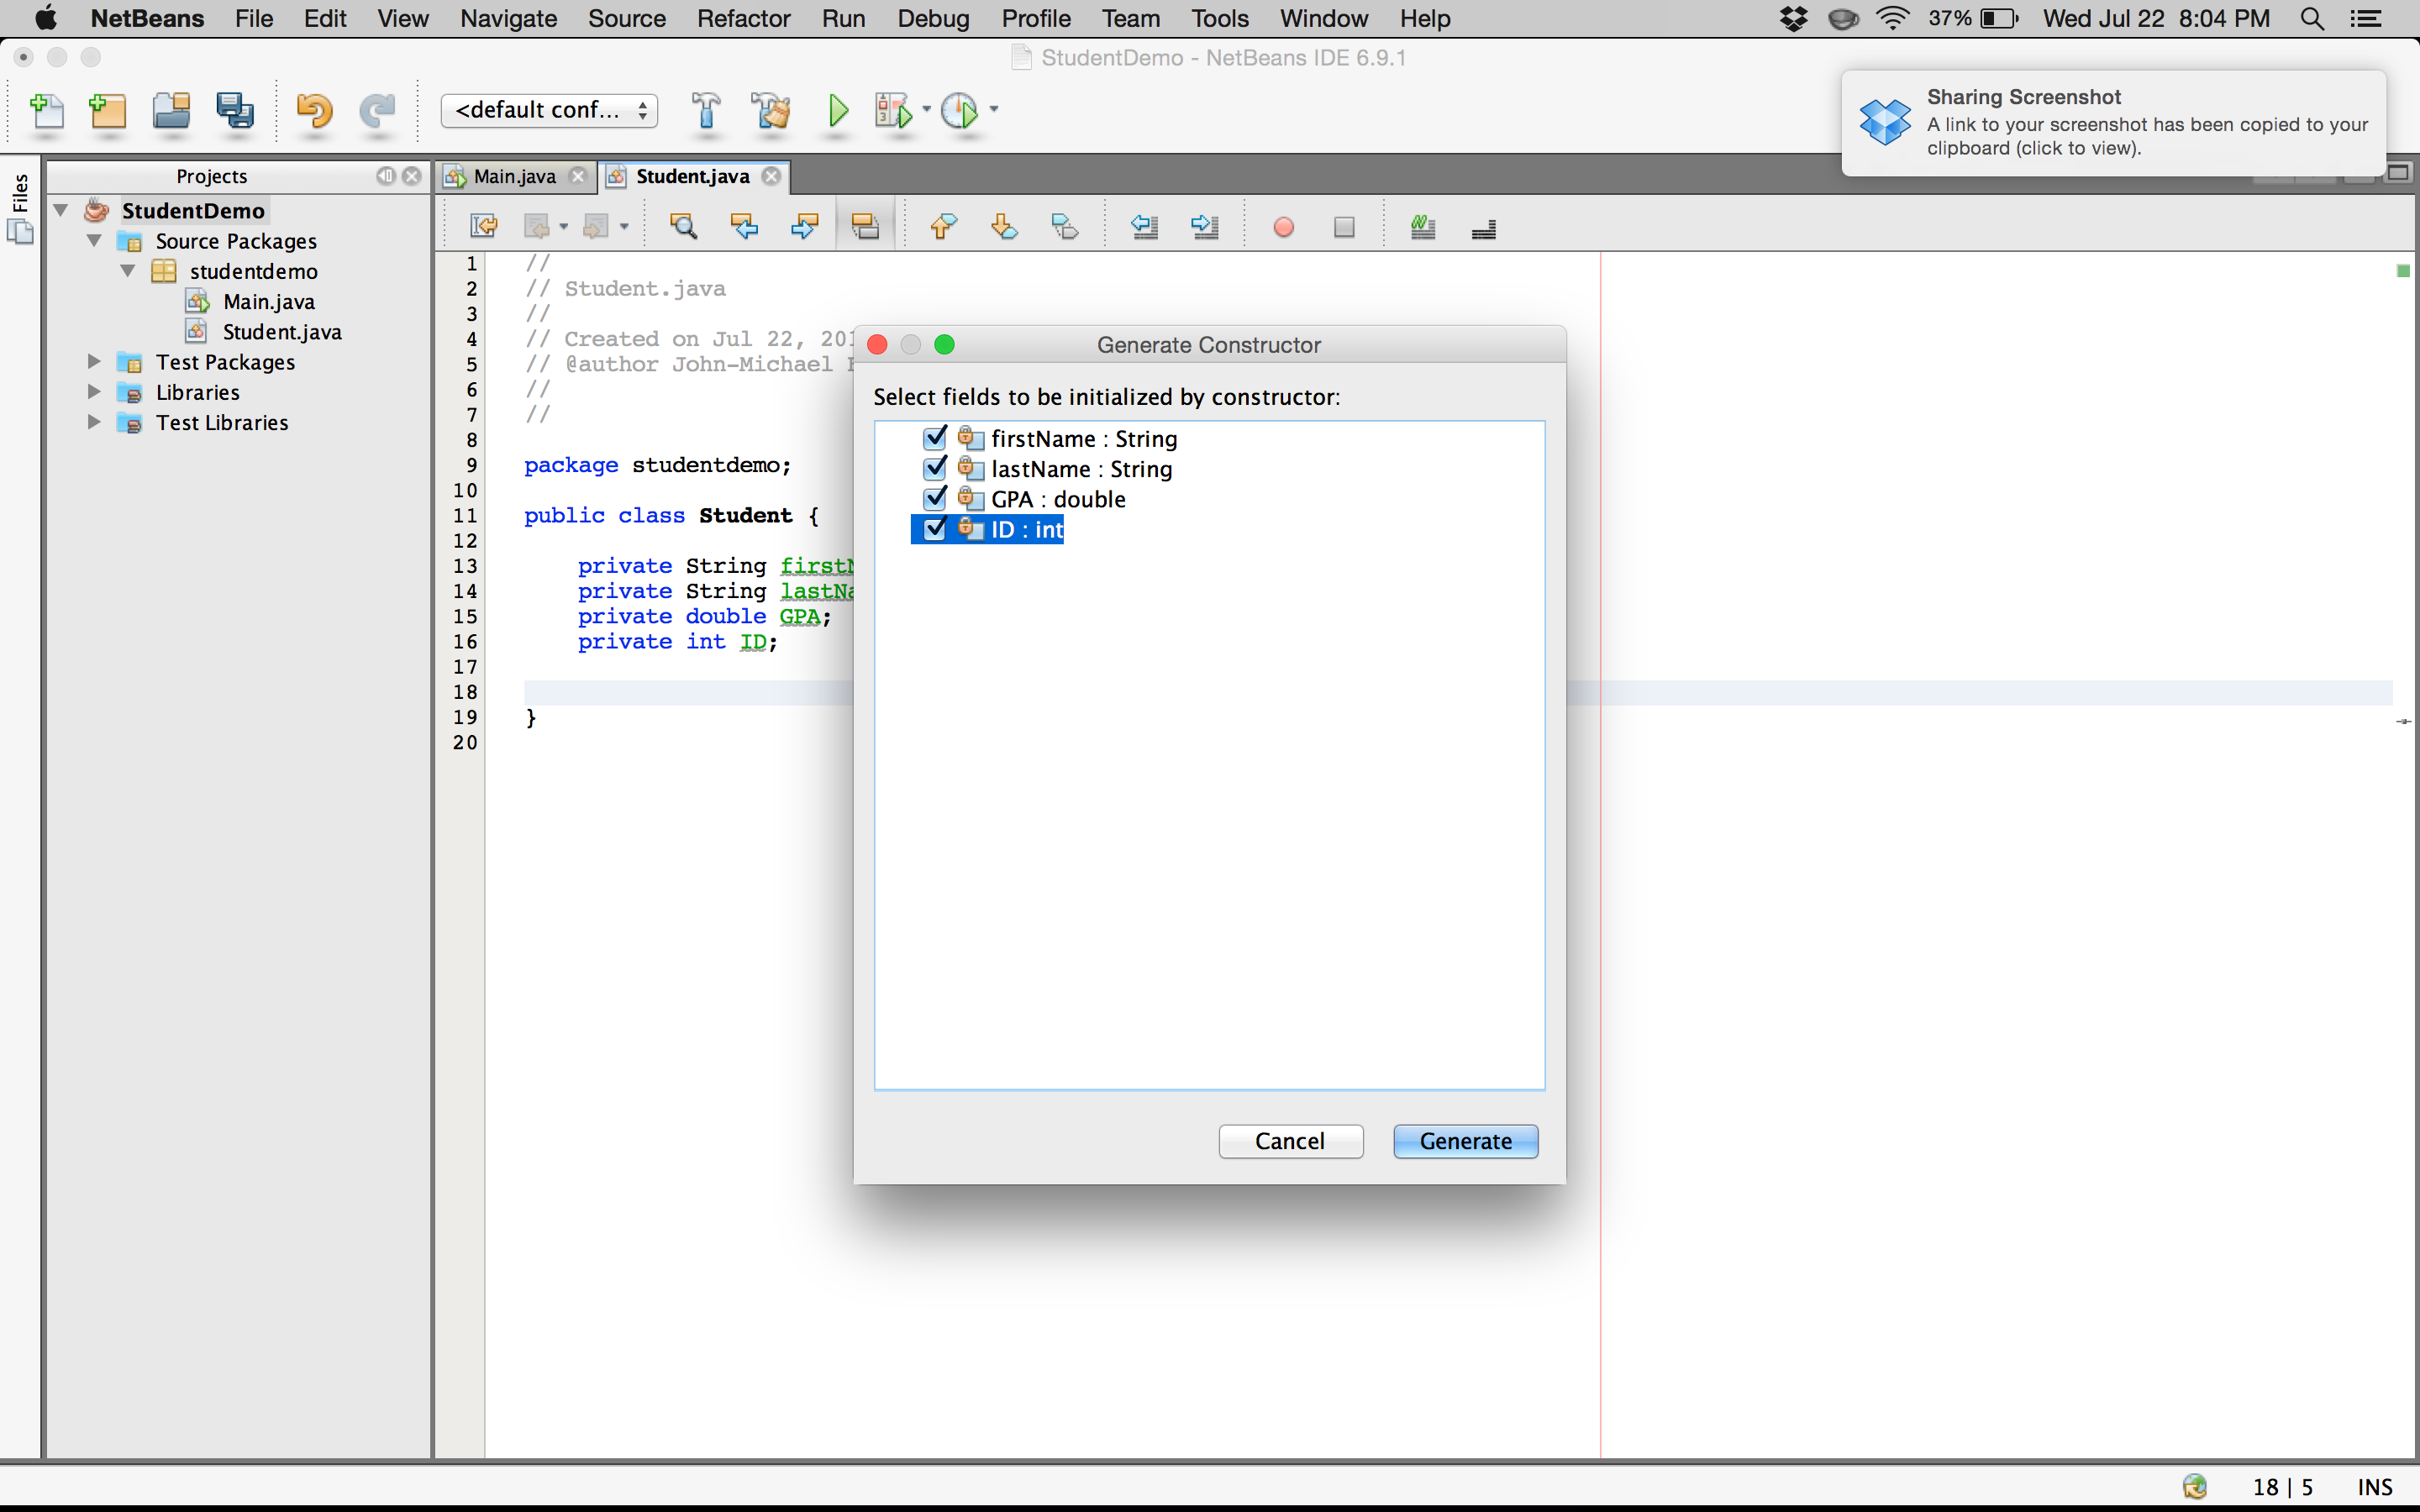 NetBeans File Edit View Navigate Source Refactor Run Debug Profile Team Tools Window Help 37% Wed Jul 22 8:04 PM
StudentDemo - NetBeans IDE 6.9.1
Sharing Screenshot
A link to your screenshot has been copied to your
clipboard (click to view).
<default conf...
Files
Projects
StudentDemo
Source Packages
studentdemo
Main.java
Student.java
Test Packages
Libraries
Test Libraries
Main.java Student.java
1 //
2 // Student.java
3 //
4 // Created on Jul 22, 201
5 // @author John-Michael
6 //
7 //
8
9 package studentdemo;
10
11 public class Student {
12
13 private String firstN
14 private String lastNa
15 private double GPA;
16 private int ID;
17
18
19 }
20
Generate Constructor
Select fields to be initialized by constructor:
firstName : String
lastName : String
GPA : double
ID : int
Cancel Generate
18 | 5 INS